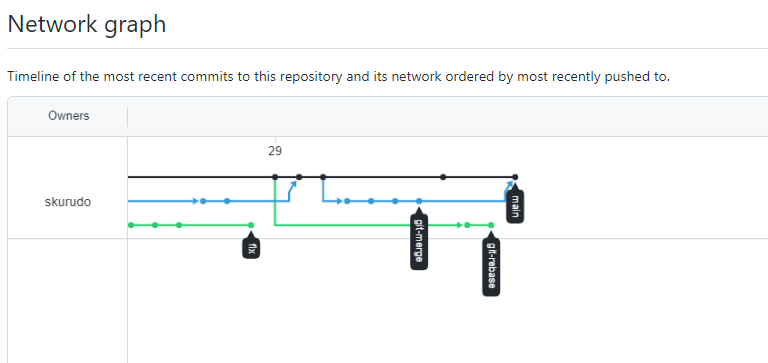 Network graph
Timeline of the most recent commits to this repository and its network ordered by most recently pushed to.
Owners
29
skurudo
main
fix
git-merge
git-rebase